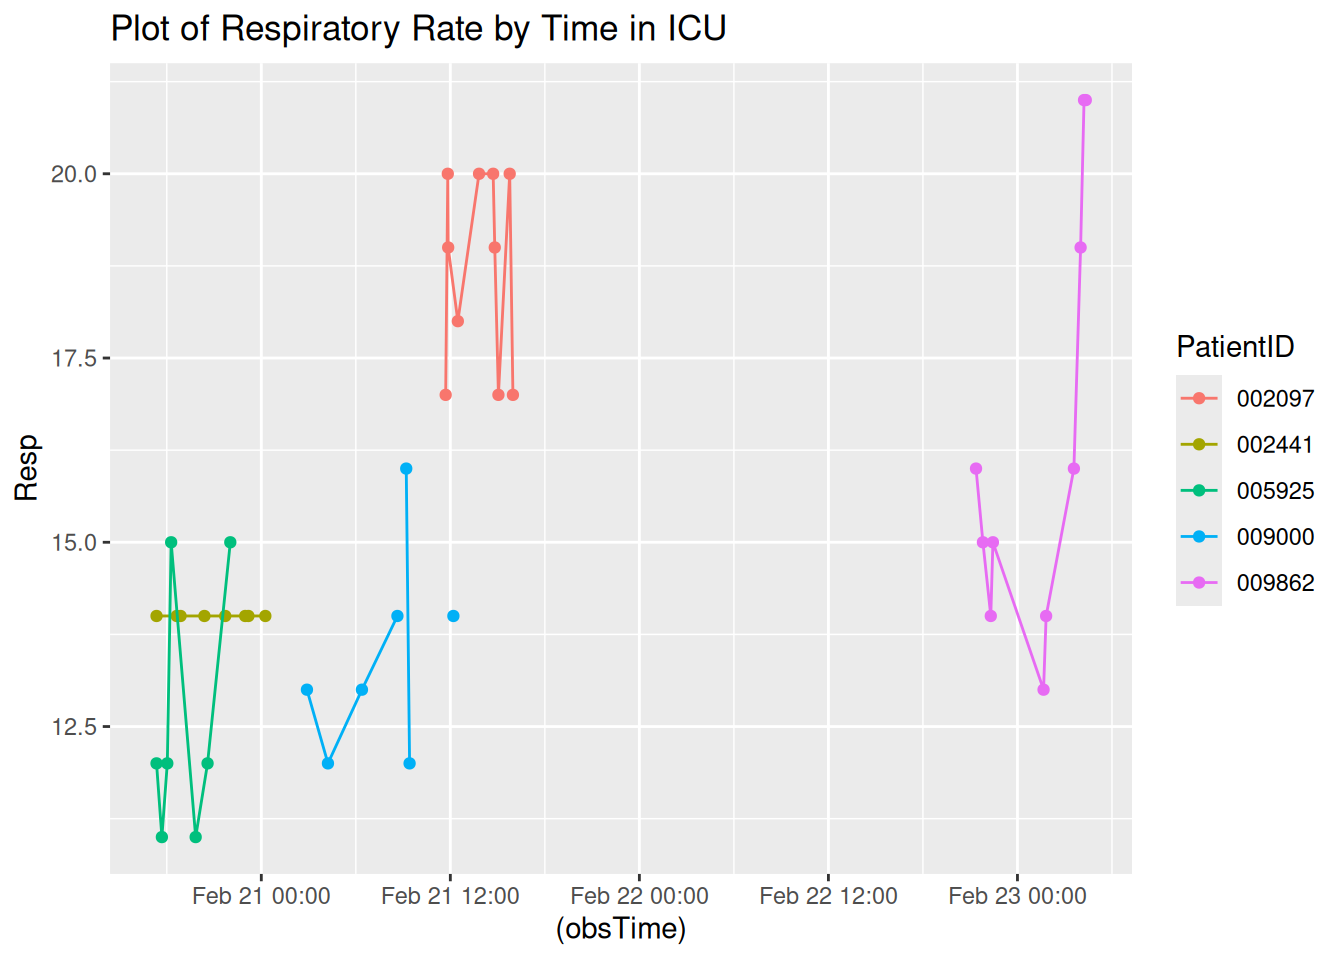 Plot of Respiratory Rate by Time in ICU
Resp
20.0
17.5
15.0
12.5
Feb 21 00:00
Feb 21 12:00
Feb 22 00:00
Feb 22 12:00
Feb 23 00:00
(obsTime)
PatientID
002097
002441
005925
009000
009862